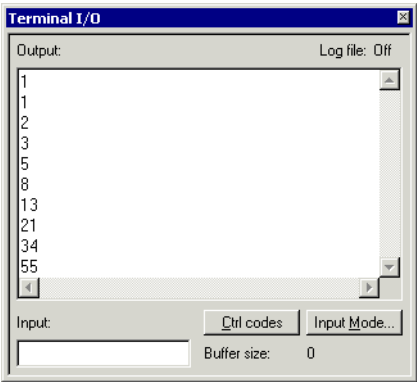 Terminal I/O
Output: Log file: Off
1
1
2
3
5
8
13
21
34
55
Input: Ctrl codes Input Mode...
Buffer size: 0